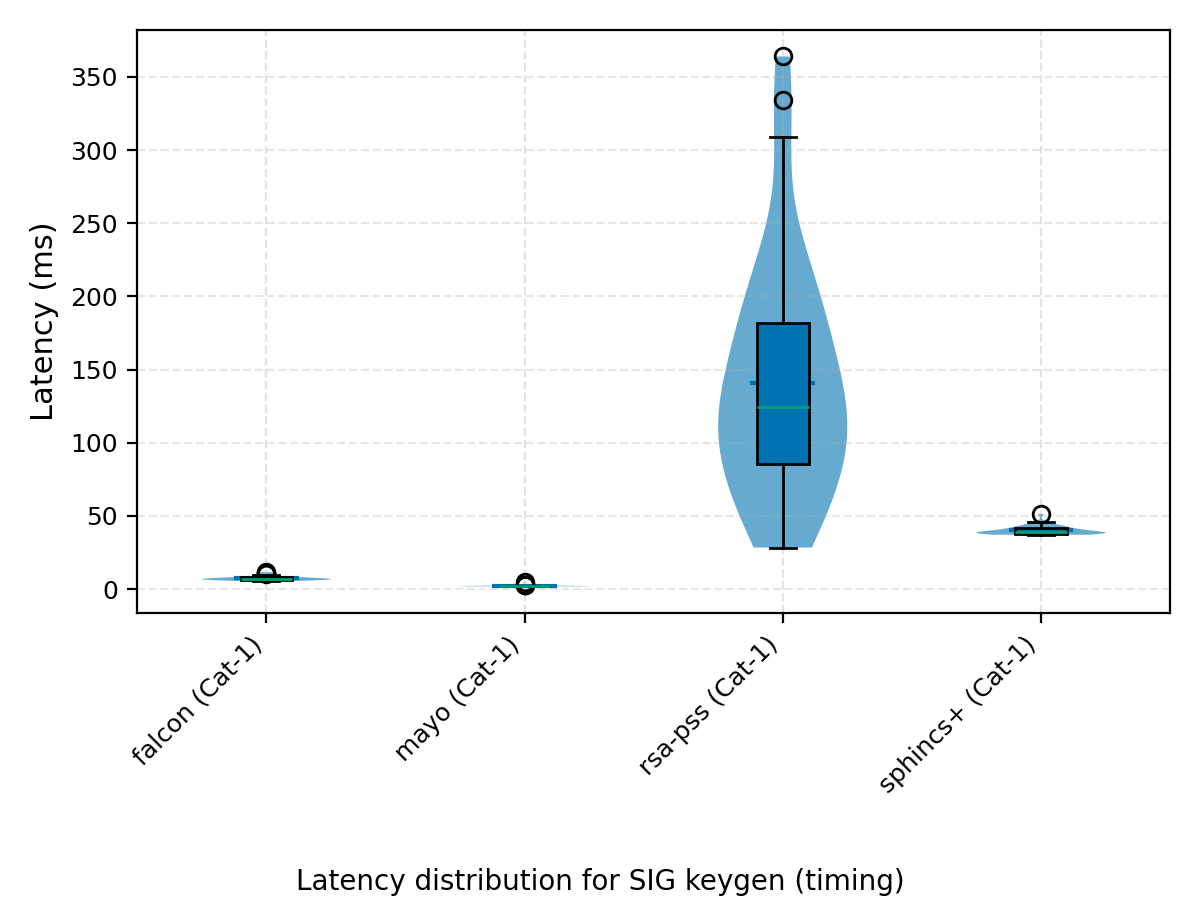 350
300
250
200
150
100
50
0
Latency (ms)
falcon (Cat-1)
mayo (Cat-1)
rsa-pss (Cat-1)
sphincs+ (Cat-1)
Latency distribution for SIG keygen (timing)